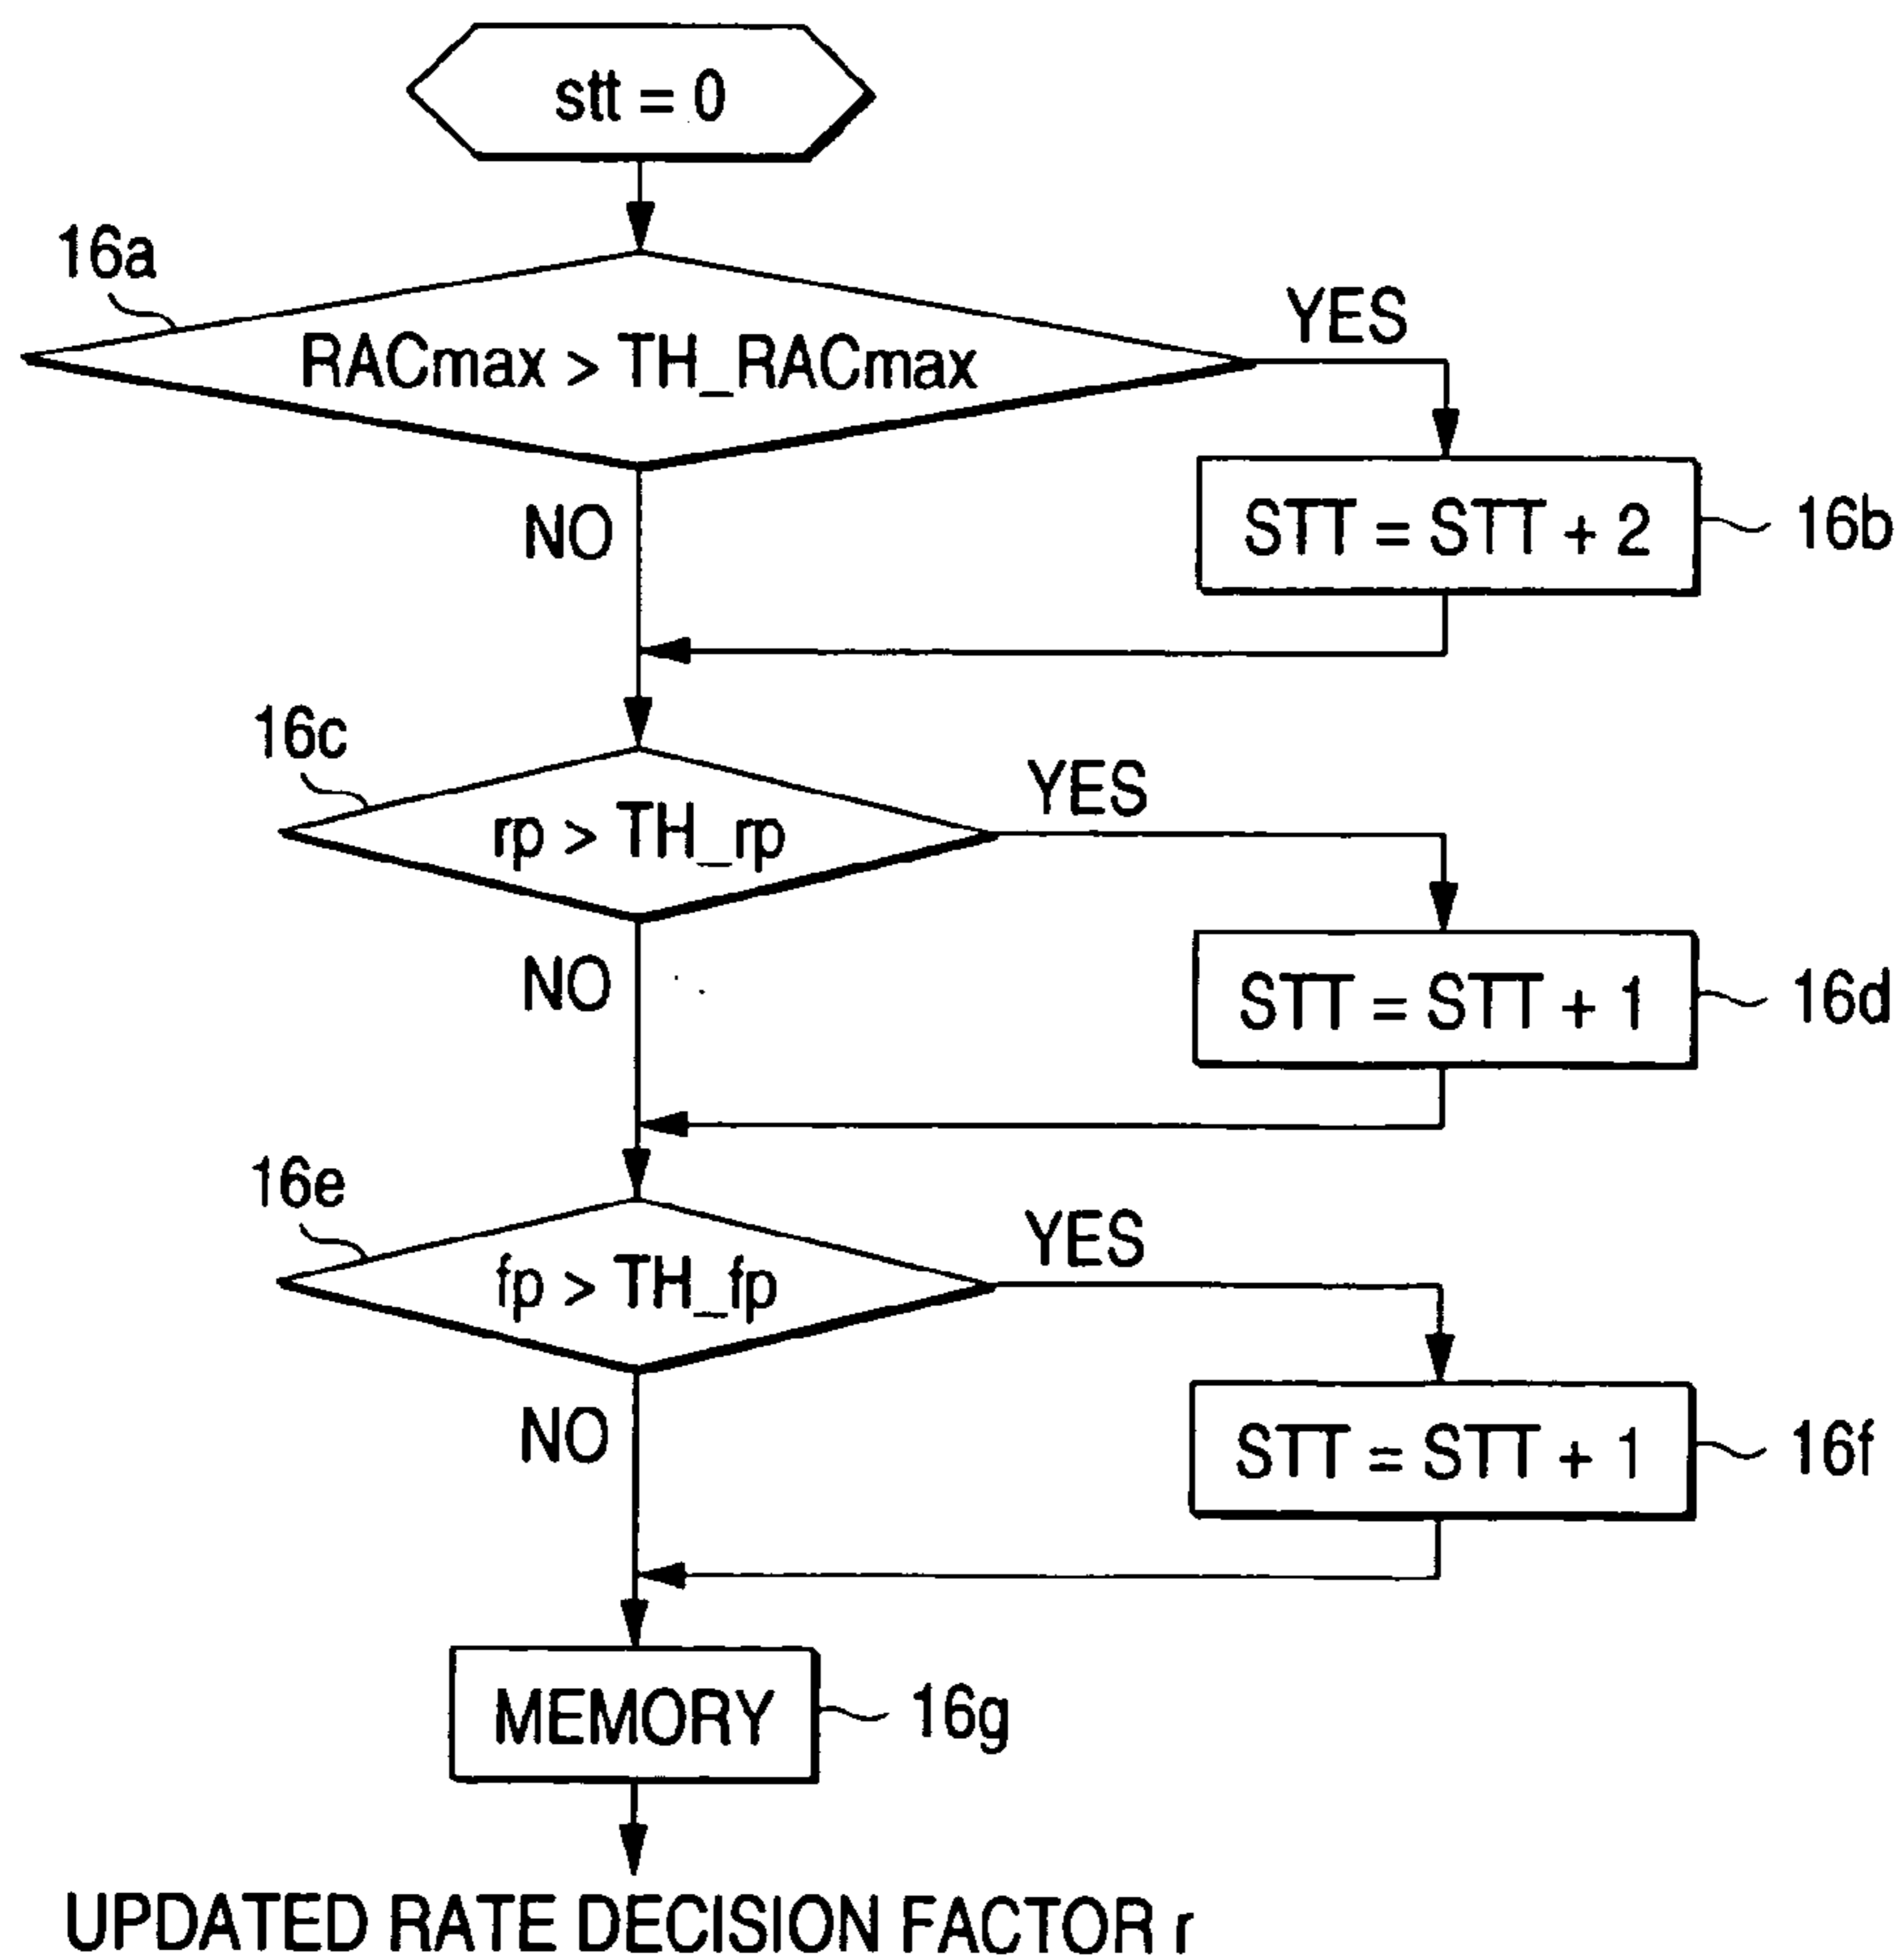 stt = 0
16a
RACmax > TH_RACmax
YES
NO
STT = STT + 2
16b
16c
rp > TH_rp
YES
NO
STT = STT + 1
16d
16e
fp > TH_fp
YES
NO
STT = STT + 1
16f
MEMORY
16g
UPDATED RATE DECISION FACTOR r